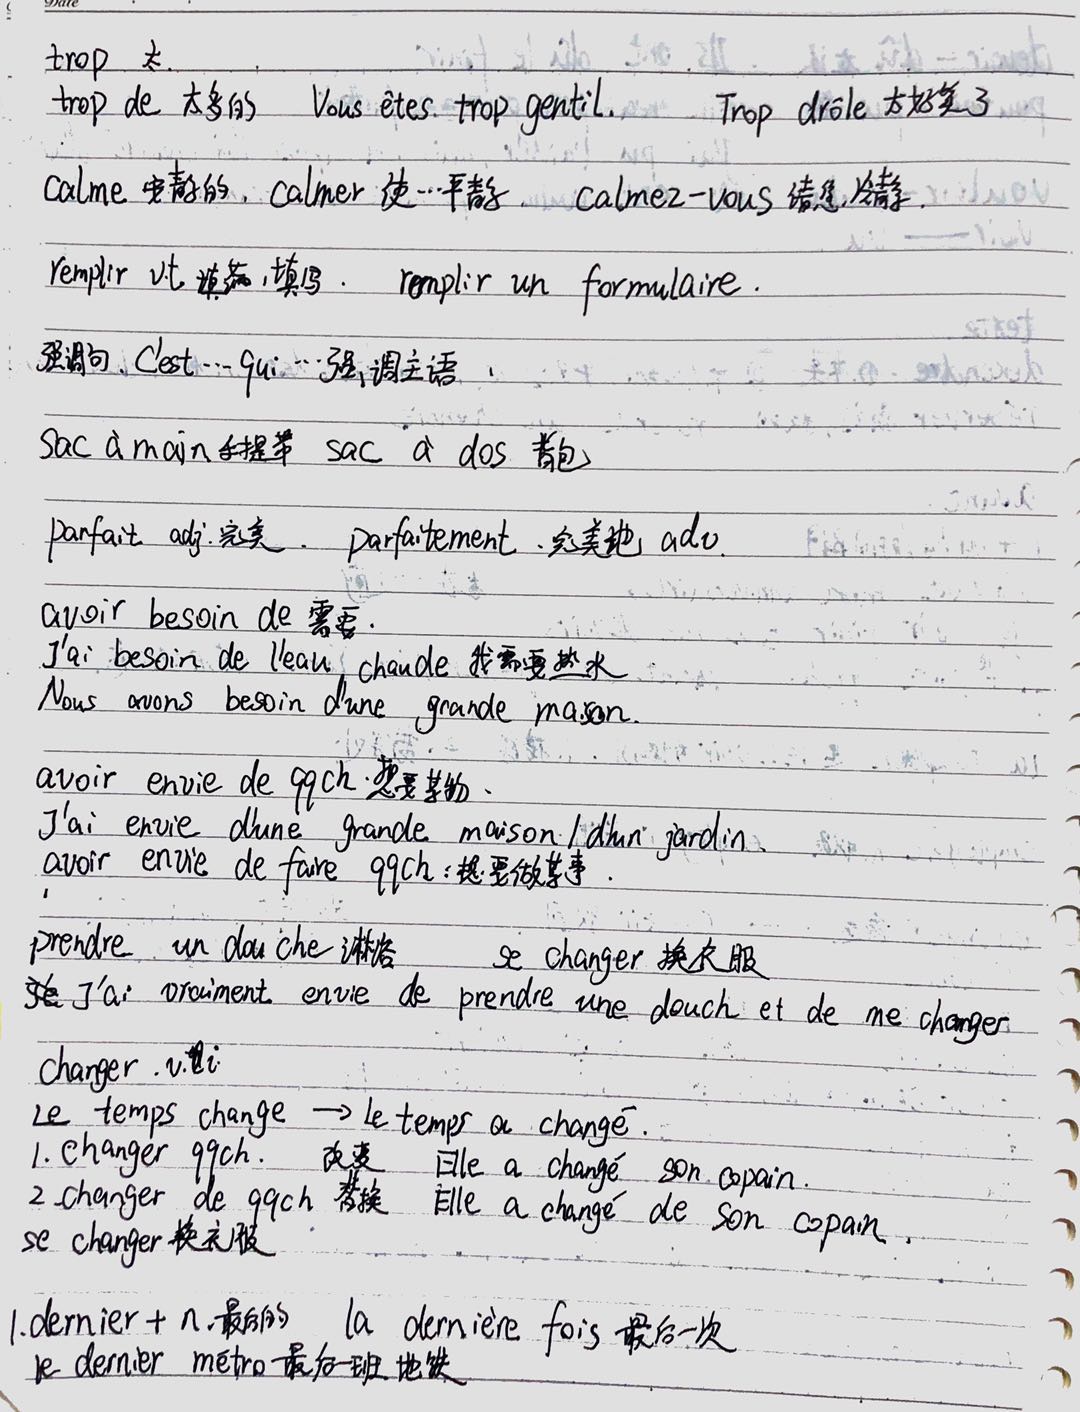 Date
trop 太.
trop de 太多的 Vous êtes trop gentil. Trop drôle 太好笑了
calme 安静的, calmer 使…平静. calmez-vous 请您冷静.
remplir v.t. 填满, 填写. remplir un formulaire.
强调句. C'est … qui … 强调主语.
sac à main 手提带 sac à dos 背包
parfait adj. 完美. parfaitement. 完美地 adv.
avoir besoin de 需要.
J'ai besoin de l'eau chaude 我需要热水
Nous avons besoin d'une grande maison.
avoir envie de qqch. 想要某物.
J'ai envie d'une grande maison / d'un jardin.
avoir envie de faire qqch: 想要做某事.
prendre un douche 淋浴 se changer 换衣服
J'ai vraiment envie de prendre une douch et de me changer
changer. v.i.
Le temps change → Le temps a changé.
1. changer qqch. 改变 Elle a changé son copain.
2. changer de qqch 替换 Elle a changé de son copain.
se changer 换衣服
1. dernier + n. 最后的 la dernière fois 最后一次
le dernier métro 最后一班地铁